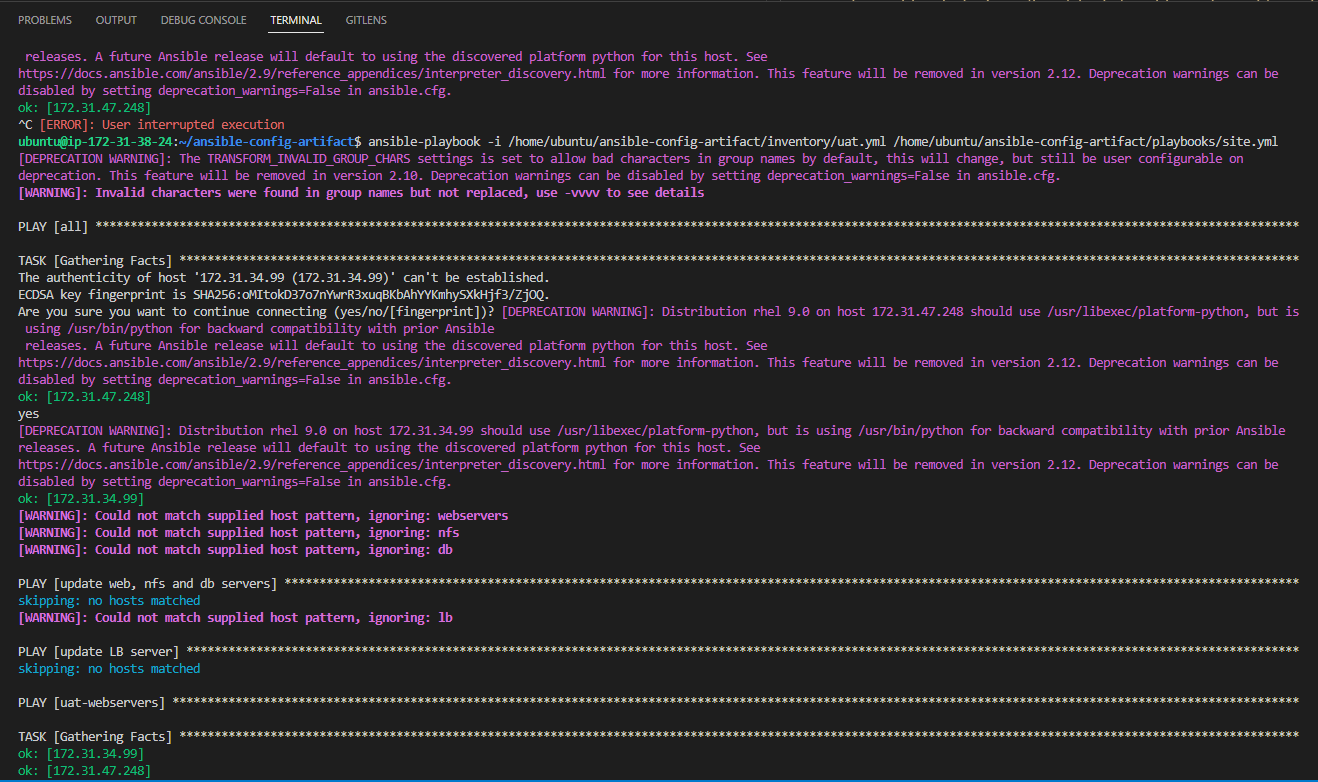 PROBLEMS OUTPUT DEBUG CONSOLE TERMINAL GITLENS
releases. A future Ansible release will default to using the discovered platform python for this host. See
https://docs.ansible.com/ansible/2.9/reference_appendices/interpreter_discovery.html for more information. This feature will be removed in version 2.12. Deprecation warnings can be
disabled by setting deprecation_warnings=False in ansible.cfg.
ok: [172.31.47.248]
^C [ERROR]: User interrupted execution
ubuntu@ip-172-31-38-24:~/ansible-config-artifact$ ansible-playbook -i /home/ubuntu/ansible-config-artifact/inventory/uat.yml /home/ubuntu/ansible-config-artifact/playbooks/site.yml
[DEPRECATION WARNING]: The TRANSFORM_INVALID_GROUP_CHARS settings is set to allow bad characters in group names by default, this will change, but still be user configurable on
deprecation. This feature will be removed in version 2.10. Deprecation warnings can be disabled by setting deprecation_warnings=False in ansible.cfg.
[WARNING]: Invalid characters were found in group names but not replaced, use -vvvv to see details
PLAY [all] ****************************************************************************************************************************************************************************
TASK [Gathering Facts] ****************************************************************************************************************************************************************
The authenticity of host '172.31.34.99 (172.31.34.99)' can't be established.
ECDSA key fingerprint is SHA256:oMItokD37o7nYwrR3xuqBKbAhYYKmhySXkHjf3/ZjOQ.
Are you sure you want to continue connecting (yes/no/[fingerprint])? [DEPRECATION WARNING]: Distribution rhel 9.0 on host 172.31.47.248 should use /usr/libexec/platform-python, but is
using /usr/bin/python for backward compatibility with prior Ansible
releases. A future Ansible release will default to using the discovered platform python for this host. See
https://docs.ansible.com/ansible/2.9/reference_appendices/interpreter_discovery.html for more information. This feature will be removed in version 2.12. Deprecation warnings can be
disabled by setting deprecation_warnings=False in ansible.cfg.
ok: [172.31.47.248]
yes
[DEPRECATION WARNING]: Distribution rhel 9.0 on host 172.31.34.99 should use /usr/libexec/platform-python, but is using /usr/bin/python for backward compatibility with prior Ansible
releases. A future Ansible release will default to using the discovered platform python for this host. See
https://docs.ansible.com/ansible/2.9/reference_appendices/interpreter_discovery.html for more information. This feature will be removed in version 2.12. Deprecation warnings can be
disabled by setting deprecation_warnings=False in ansible.cfg.
ok: [172.31.34.99]
[WARNING]: Could not match supplied host pattern, ignoring: webservers
[WARNING]: Could not match supplied host pattern, ignoring: nfs
[WARNING]: Could not match supplied host pattern, ignoring: db
PLAY [update web, nfs and db servers] *************************************************************************************************************************************************
skipping: no hosts matched
[WARNING]: Could not match supplied host pattern, ignoring: lb
PLAY [update LB server] ***************************************************************************************************************************************************************
skipping: no hosts matched
PLAY [uat-webservers] *****************************************************************************************************************************************************************
TASK [Gathering Facts] ****************************************************************************************************************************************************************
ok: [172.31.34.99]
ok: [172.31.47.248]